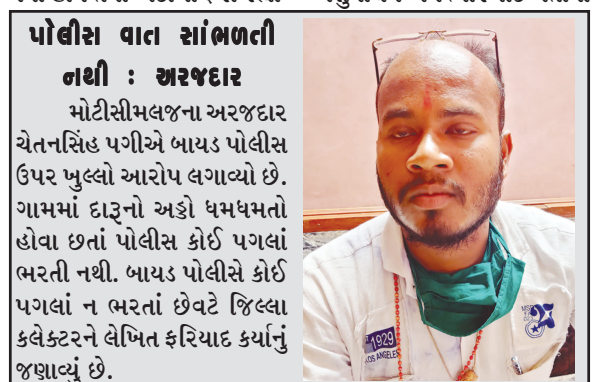 પોલીસ વાત સાંભળતી
નથી : અરજદાર
મોટીસીમલજના અરજદાર
ચેતનસિંહ પગીએ બાયડ પોલીસ
ઉપર ખુલ્લો આરોપ લગાવ્યો છે.
ગામમાં દારૂનો અડ્ડો ધમધમતો
હોવા છતાં પોલીસ કોઈ પગલાં
ભરતી નથી. બાયડ પોલીસે કોઈ
પગલાં ન ભરતાં છેવટે જિલ્લા
કલેક્ટરને લેખિત ફરિયાદ કર્યાનું
જણાવ્યું છે.
1929
LOS ANGELES